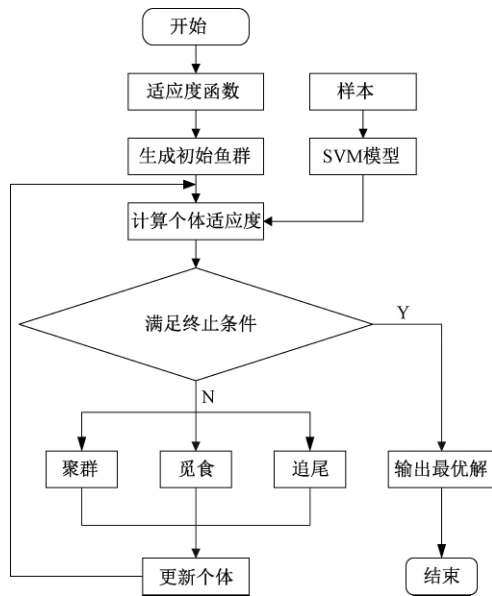 开始
适应度函数
样本
生成初始鱼群
SVM模型
计算个体适应度
满足终止条件
Y
N
聚群
觅食
追尾
输出最优解
更新个体
结束